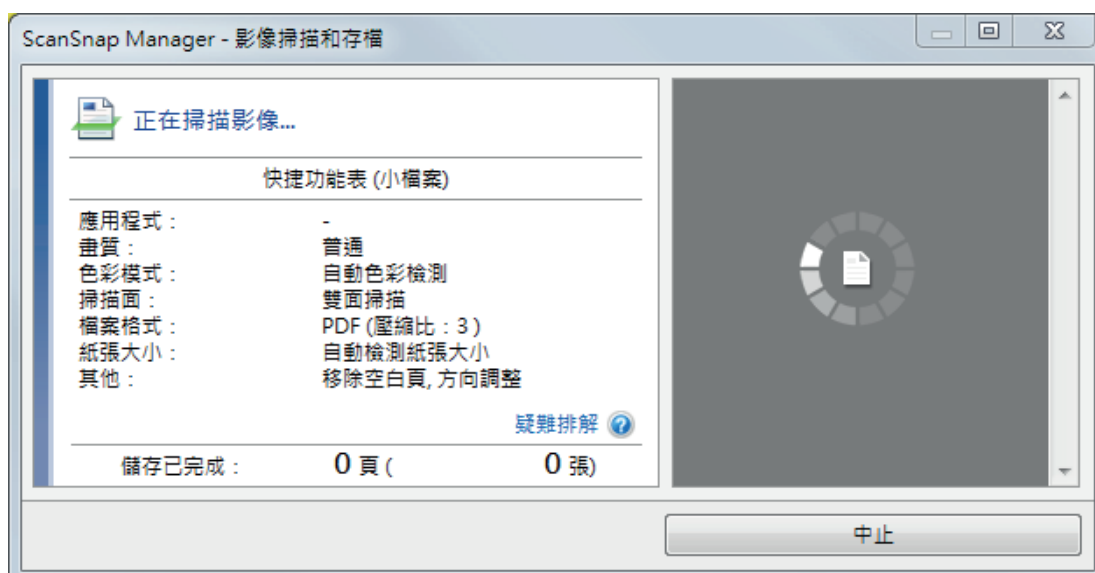 ScanSnap Manager - 影像掃描和存檔
正在掃描影像...
快捷功能表 (小檔案)
應用程式： -
畫質： 普通
色彩模式： 自動色彩檢測
掃描面： 雙面掃描
檔案格式： PDF (壓縮比：3 )
紙張大小： 自動檢測紙張大小
其他： 移除空白頁, 方向調整
疑難排解
儲存已完成： 0 頁 ( 0 張)
中止